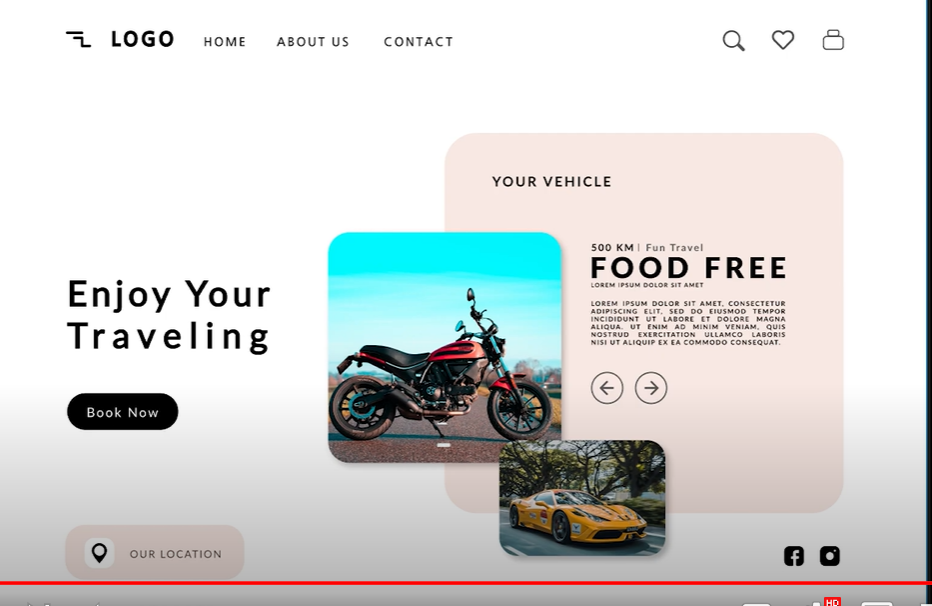 LOGO HOME ABOUT US CONTACT
YOUR VEHICLE
500 KM | Fun Travel
FOOD FREE
LOREM IPSUM DOLOR SIT AMET
LOREM IPSUM DOLOR SIT AMET, CONSECTETUR
ADIPISCING ELIT, SED DO EIUSMOD TEMPOR
INCIDIDUNT UT LABORE ET DOLORE MAGNA
ALIQUA. UT ENIM AD MINIM VENIAM, QUIS
NOSTRUD EXERCITATION ULLAMCO LABORIS
NISI UT ALIQUIP EX EA COMMODO CONSEQUAT.
Enjoy Your
Traveling
Book Now
OUR LOCATION
HD